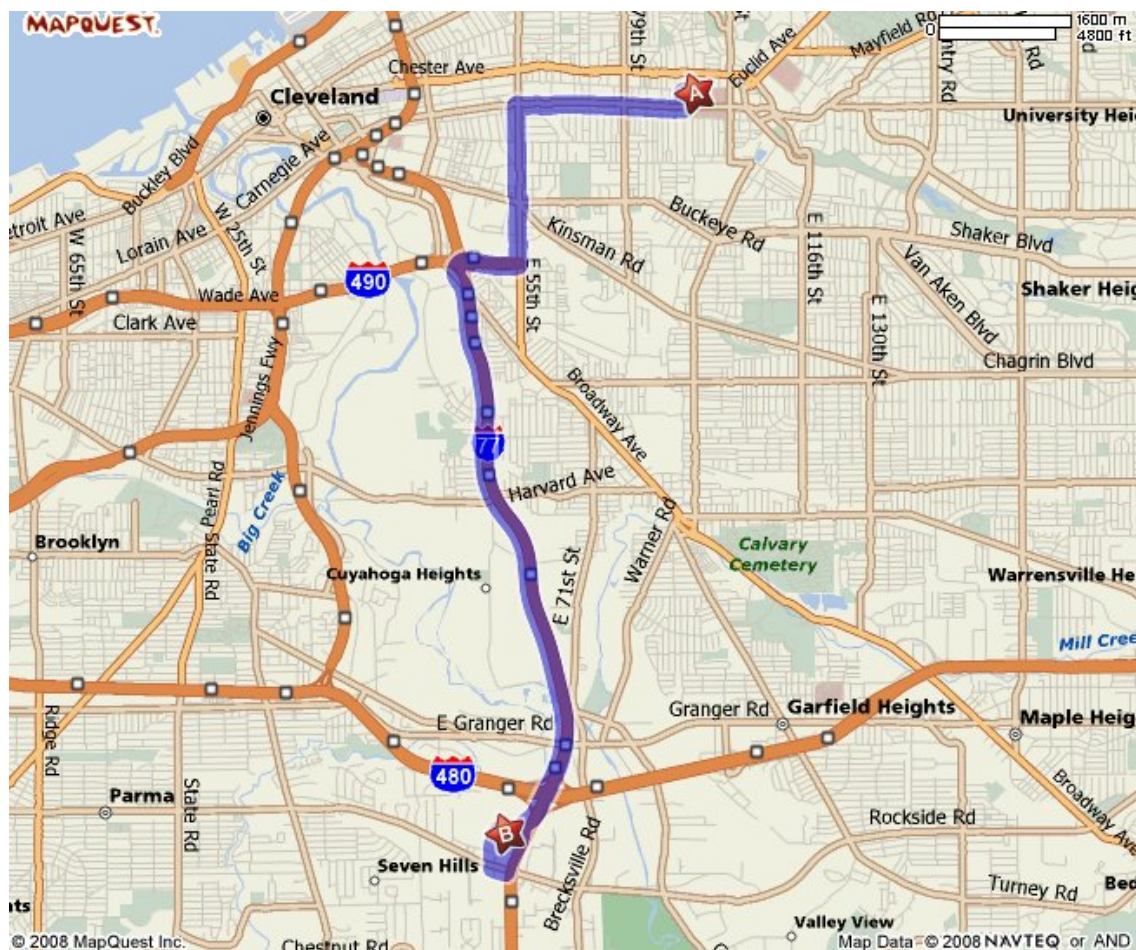 MAPQUEST.
1600 m
0
4800 ft
79th St
Euclid Ave
Mayfield Rd
Chester Ave
A
Cleveland
University Hei
Buckley Blvd
Carnegie Ave
etroit Ave
W 65th St
Lorain Ave
W 25th St
Kinsman Rd
Buckeye Rd
E 116th St
Shaker Blvd
Van Aken Blvd
490
E 55th St
Wade Ave
Clark Ave
Shaker Heig
E 130th St
Chagrin Blvd
Jennings Fwy
Broadway Ave
77
Harvard Ave
Pearl Rd
State Rd
Big Creek
Brooklyn
Warner Rd
Calvary
Cemetery
Cuyahoga Heights
Warrensville He
E 71st St
Mill Cree
Ridge Rd
E Granger Rd
Granger Rd
Garfield Heights
Maple Heig
480
Parma
State Rd
B
Rockside Rd
Broadway Ave
Seven Hills
Brecksville Rd
Turney Rd
Bed
nts
Valley View
Chestnut Rd
© 2008 MapQuest Inc.
Map Data © 2008 NAVTEQ or AND